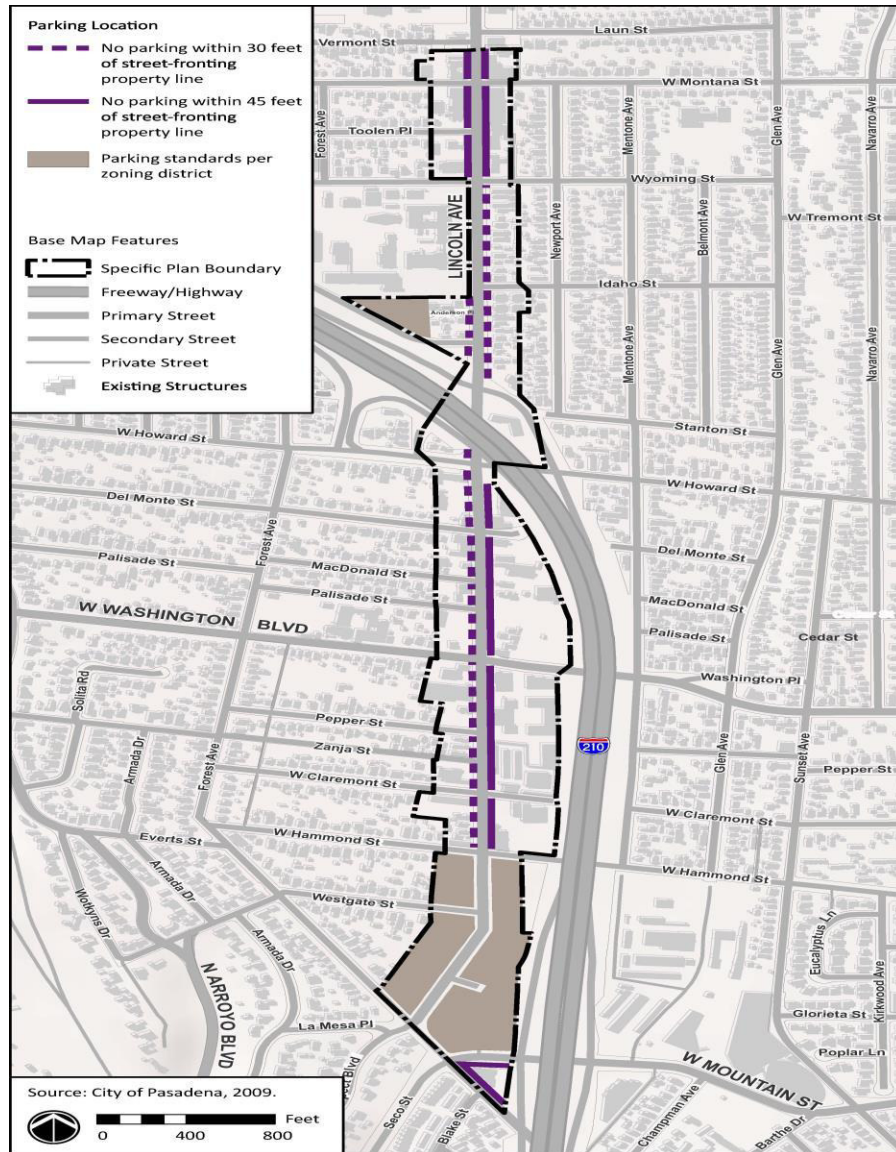 Parking Location
No parking within 30 feet
of street-fronting
property line
No parking within 45 feet
of street-fronting
property line
Parking standards per
zoning district
Base Map Features
Specific Plan Boundary
Freeway/Highway
Primary Street
Secondary Street
Private Street
Existing Structures
Vermont St
Laun St
W Montana St
Forest Ave
Toolen Pl
Mentone Ave
Glen Ave
Navarro Ave
Wyoming St
LINCOLN AVE
Newport Ave
Belmont Ave
W Tremont St
Idaho St
Mentone Ave
Glen Ave
Navarro Ave
W Howard St
Stanton St
W Howard St
Del Monte St
Forest Ave
Del Monte St
Palisade St
MacDonald St
Palisade St
MacDonald St
Palisade St
Cedar St
W WASHINGTON BLVD
Washington Pl
Solita Rd
Armada Dr
Forest Ave
Pepper St
Zanja St
W Claremont St
210
Glen Ave
Sunset Ave
Pepper St
W Claremont St
Everts St
W Hammond St
W Hammond St
Wotkyns Dr
Armada Dr
Westgate St
Armada Dr
N ARROYO BLVD
La Mesa Pl
Eucalyptus Ln
Kirkwood Ave
Glorieta St
Poplar Ln
W MOUNTAIN ST
Seco St
Blake St
Champman Ave
Barthe Dr
Source: City of Pasadena, 2009.
Feet
0 400 800